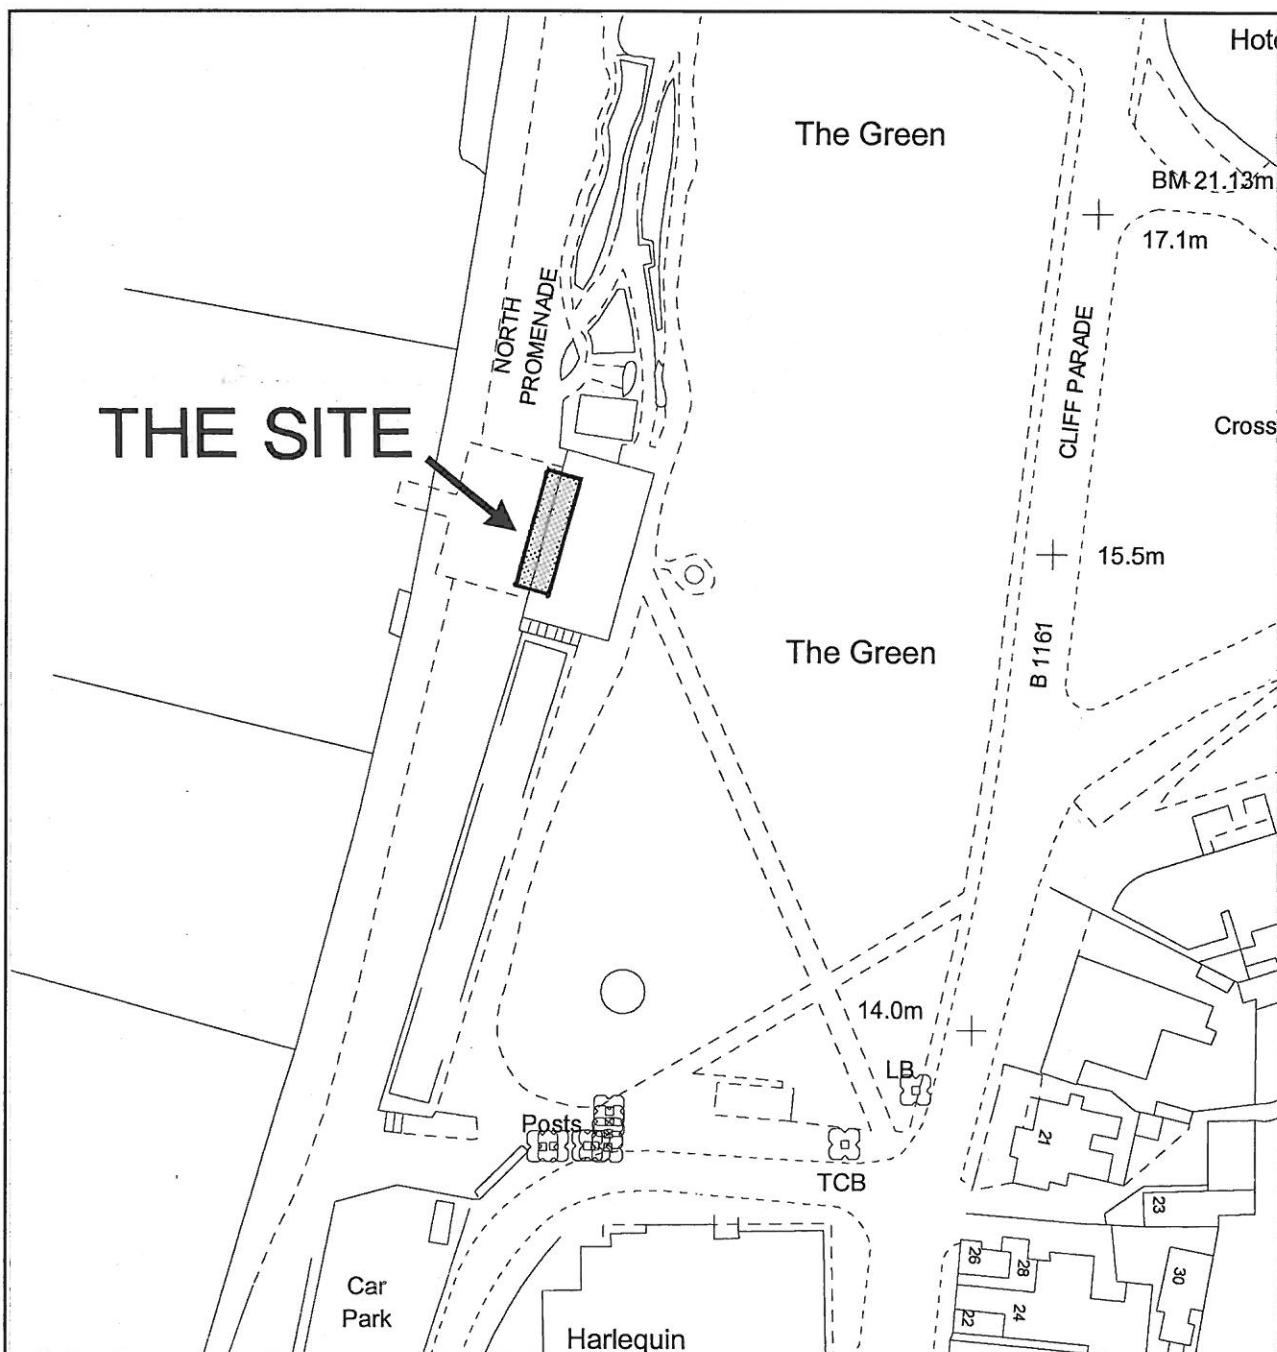 Hote
The Green
BM 21.13m
17.1m
NORTH
PROMENADE
CLIFF PARADE
THE SITE
Cross
15.5m
B 1161
The Green
14.0m
LB
Posts
21
TCB
23
26
28
30
Car
Park
24
22
Harlequin